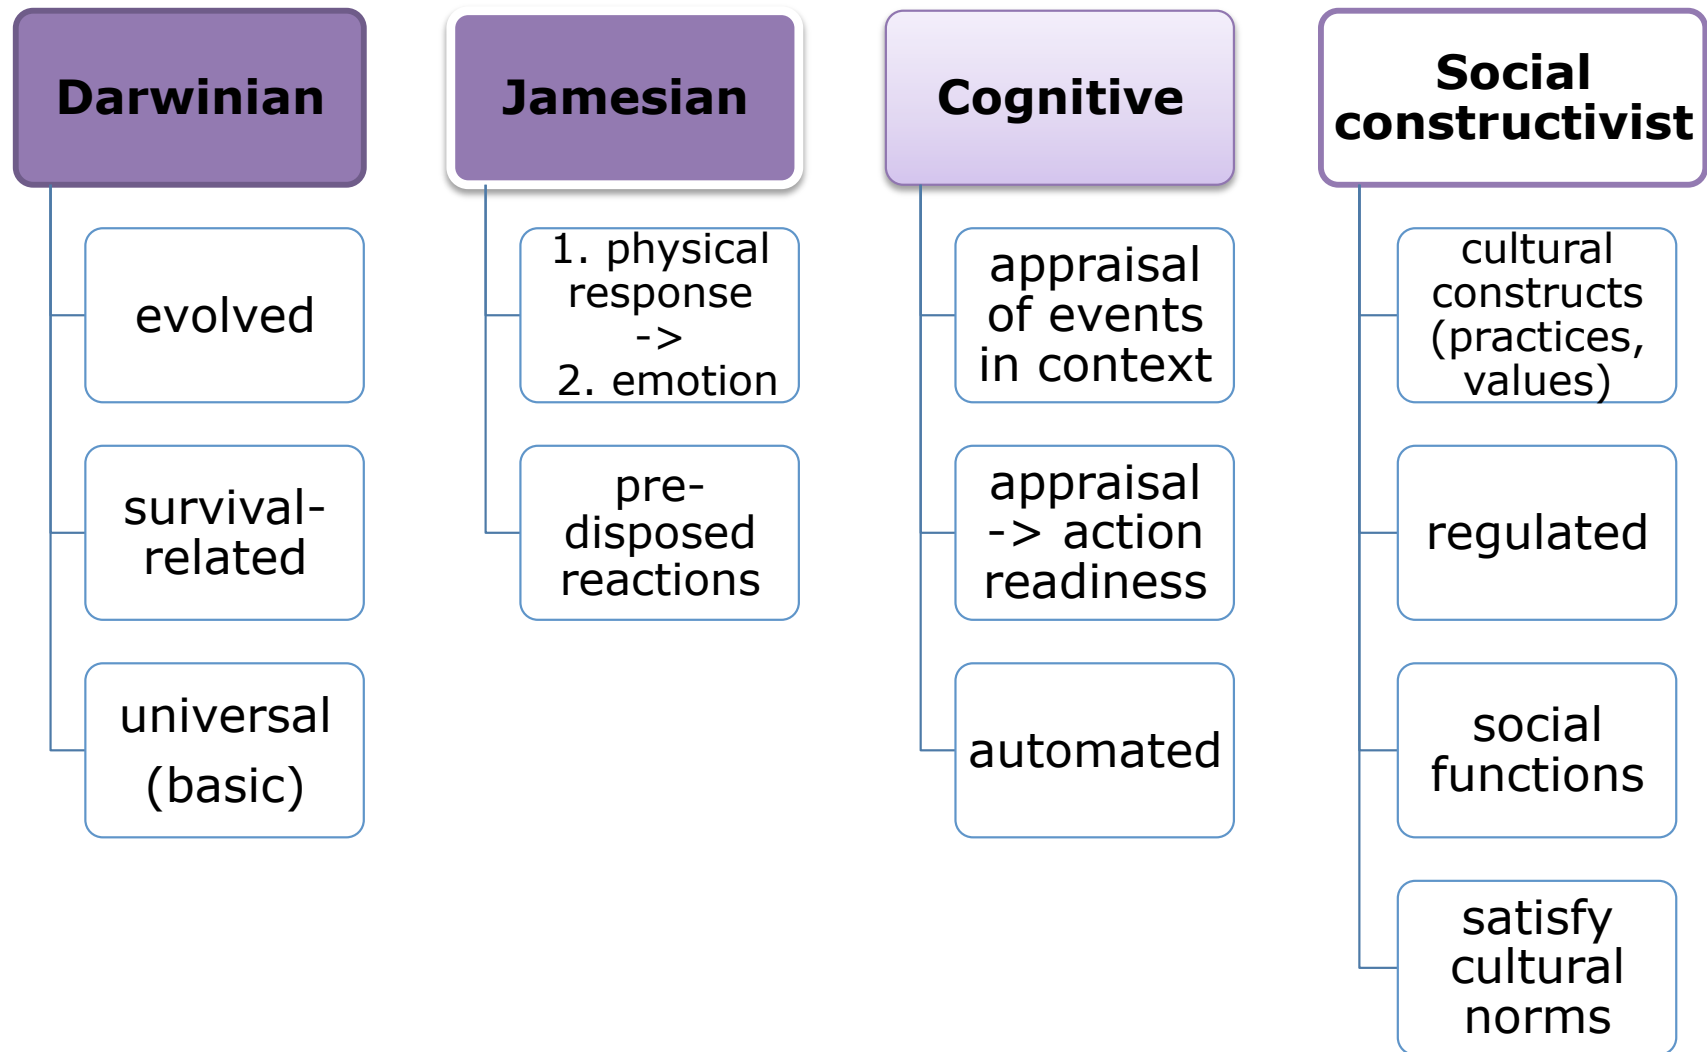 Darwinian
evolved
survival-
related
universal
(basic)
Jamesian
1. physical
response
->
2. emotion
pre-
disposed
reactions
Cognitive
appraisal
of events
in context
appraisal
-> action
readiness
automated
Social
constructivist
cultural
constructs
(practices,
values)
regulated
social
functions
satisfy
cultural
norms